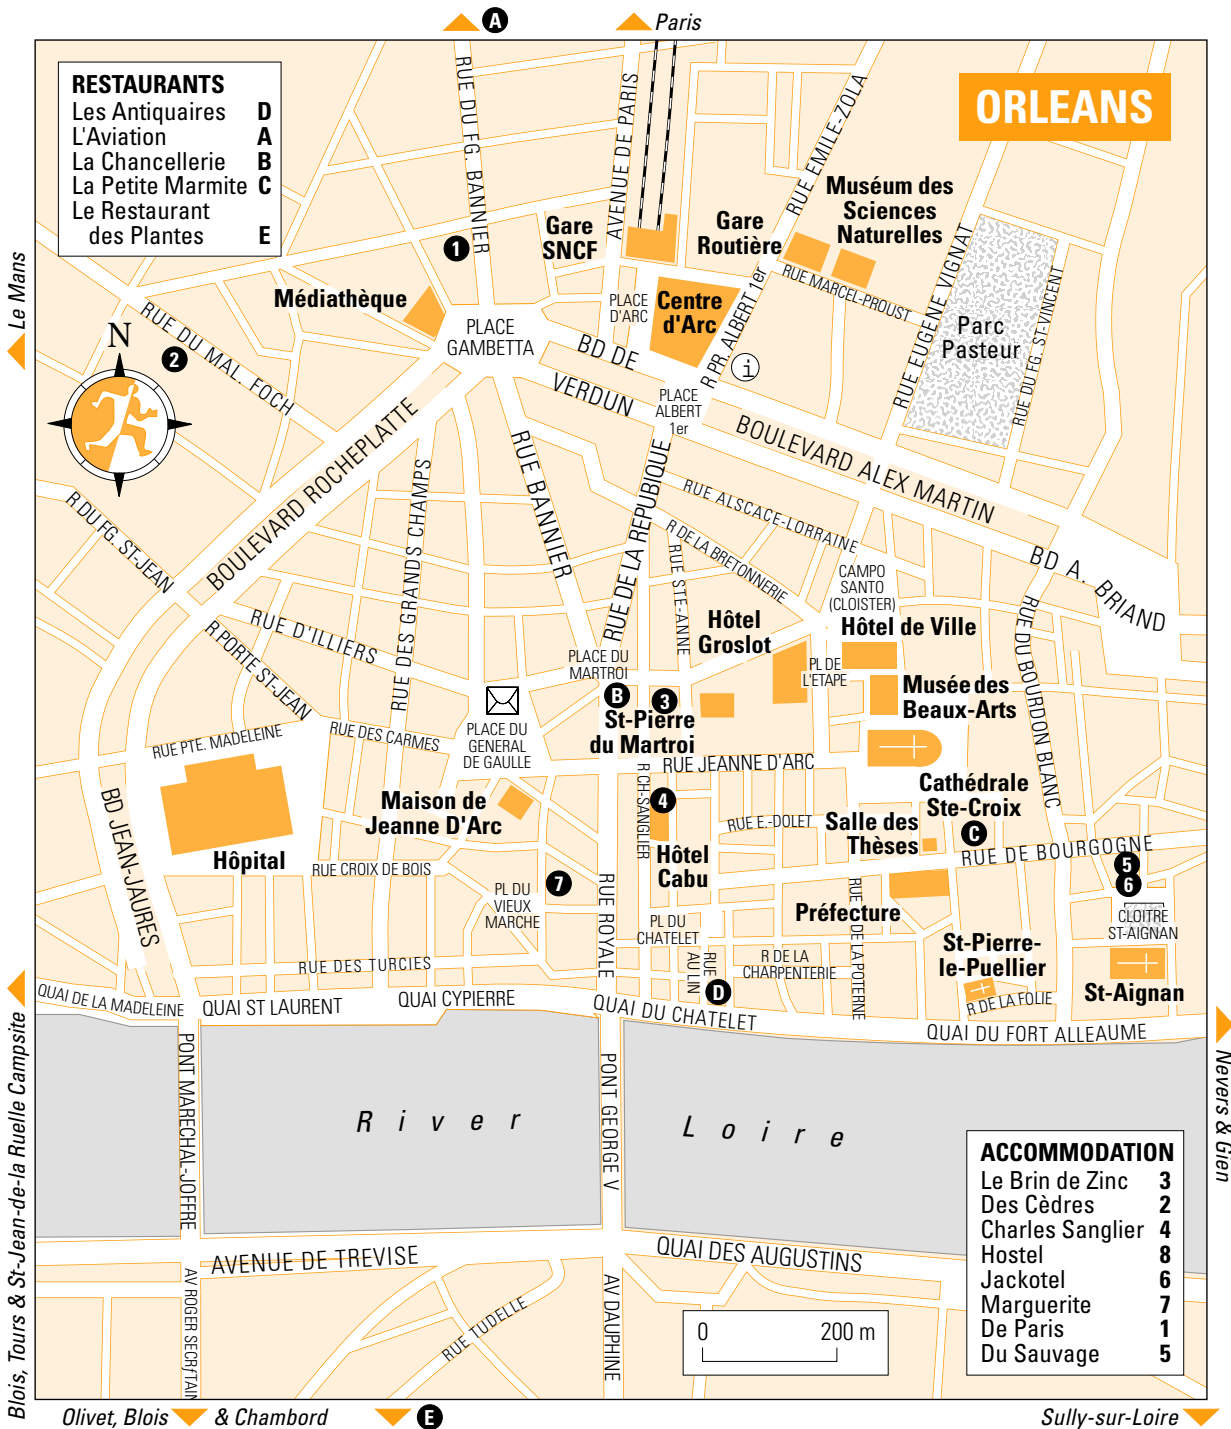 A
Paris
RESTAURANTS
Les Antiquaires D
L'Aviation A
La Chancellerie B
La Petite Marmite C
Le Restaurant
des Plantes E
ORLEANS
RUE DU FG. BANNIER
AVENUE DE PARIS
RUE EMILE-ZOLA
Muséum des
Sciences
Naturelles
Gare
SNCF
Gare
Routière
1
Le Mans
Médiathèque
PLACE
GAMBETTA
PLACE
D'ARC
Centre
d'Arc
R PR. ALBERT 1er
RUE MARCEL-PROUST
RUE EUGENE VIGNAT
Parc
Pasteur
RUE DU FG. ST-VINCENT
N
2
RUE DU MAL. FOCH
BD DE
VERDUN
i
PLACE
ALBERT
1er
BOULEVARD ALEX MARTIN
BOULEVARD ROCHEPLATTE
RUE BANNIER
RUE DE LA REPUBIQUE
RUE ALSCACE-LORRAINE
R DE LA BRETONNERIE
R DU FG. ST-JEAN
RUE DES GRANDS CHAMPS
RUE STE-ANNE
CAMPO
SANTO
(CLOISTER)
BD A. BRIAND
RUE D'ILLIERS
R PORTE ST-JEAN
Hôtel
Groslot
Hôtel de Ville
RUE DU BOURDON BLANC
PLACE DU
MARTROI
PL DE
L'ETAPE
B
3
St-Pierre
du Martroi
Musée des
Beaux-Arts
RUE PTE. MADELEINE
RUE DES CARMES
PLACE DU
GENERAL
DE GAULLE
RUE JEANNE D'ARC
BD JEAN-JAURES
Maison de
Jeanne D'Arc
R CH-SANGLIER
4
Cathédrale
Ste-Croix
RUE E.-DOLET
Salle des
Thèses
C
RUE DE BOURGOGNE
Hôpital
RUE CROIX DE BOIS
Hôtel
Cabu
5
6
7
PL DU
VIEUX
MARCHE
RUE ROYALE
Préfecture
RUE DE LA POTERNE
PL DU
CHATELET
CLOITRE
ST-AIGNAN
St-Pierre-
le-Puellier
RUE DES TURCIES
RUE
AU LIN
D
R DE LA
CHARPENTERIE
R DE LA FOLIE
St-Aignan
QUAI DE LA MADELEINE
QUAI ST LAURENT
QUAI CYPIERRE
QUAI DU CHATELET
QUAI DU FORT ALLEAUME
PONT MARECHAL-JOFFRE
PONT GEORGE V
River Loire
Nevers & Gien
Blois, Tours & St-Jean-de-la Ruelle Campsite
ACCOMMODATION
Le Brin de Zinc 3
Des Cèdres 2
Charles Sanglier 4
Hostel 8
Jackotel 6
Marguerite 7
De Paris 1
Du Sauvage 5
AVENUE DE TREVISE
QUAI DES AUGUSTINS
AV ROGER SECRƒTAIN
RUE TUDELLE
AV DAUPHINE
0 200 m
Olivet, Blois & Chambord
E
Sully-sur-Loire